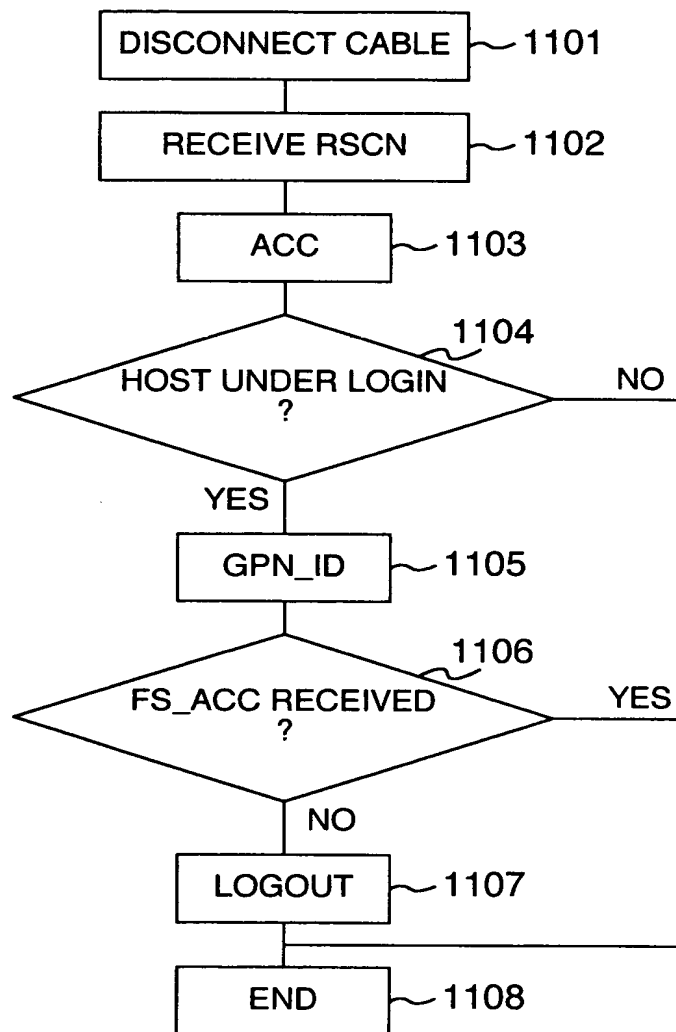 DISCONNECT CABLE 1101
RECEIVE RSCN 1102
ACC 1103
1104
HOST UNDER LOGIN
?
NO
YES
GPN_ID 1105
1106
FS_ACC RECEIVED
?
YES
NO
LOGOUT 1107
END 1108